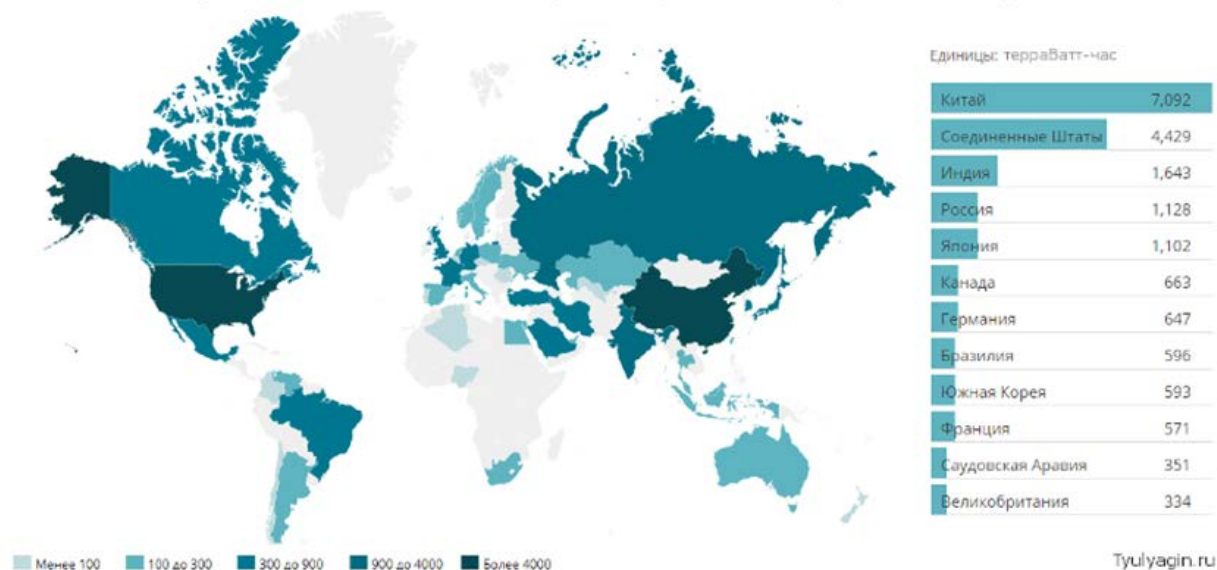 Единицы: терраВатт-час
Китай 7,092
Соединенные Штаты 4,429
Индия 1,643
Россия 1,128
Япония 1,102
Канада 663
Германия 647
Бразилия 596
Южная Корея 593
Франция 571
Саудовская Аравия 351
Великобритания 334
Менее 100 100 до 300 300 до 900 900 до 4000 Более 4000
Tyulyagin.ru